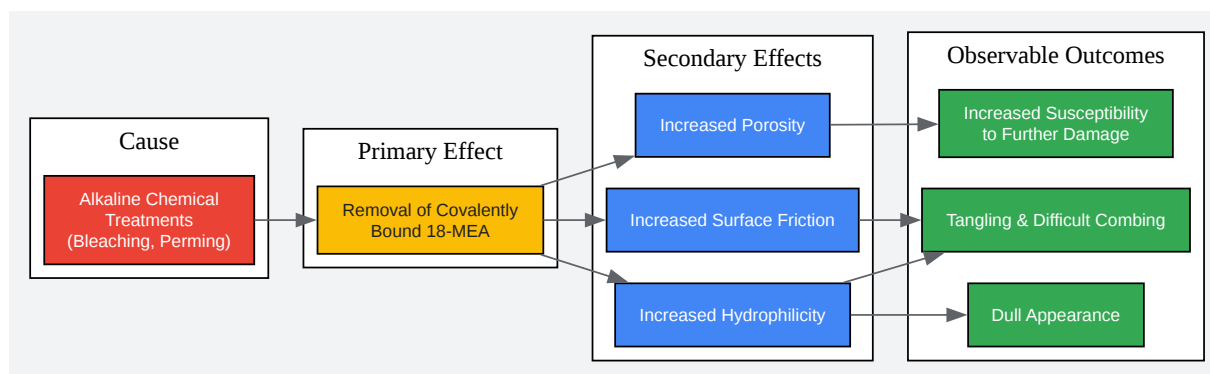 Cause
Alkaline Chemical
Treatments
(Bleaching, Perming)
Primary Effect
Removal of Covalently
Bound 18-MEA
Secondary Effects
Increased Porosity
Increased Surface Friction
Increased Hydrophilicity
Observable Outcomes
Increased Susceptibility
to Further Damage
Tangling & Difficult Combing
Dull Appearance